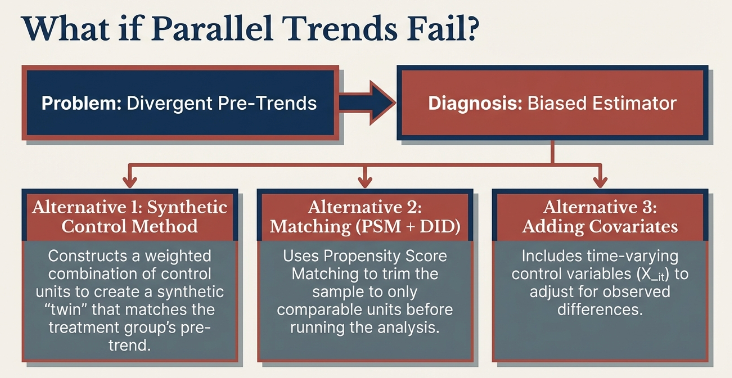 What if Parallel Trends Fail?
Problem: Divergent Pre-Trends
Diagnosis: Biased Estimator
Alternative 1: Synthetic
Control Method
Constructs a weighted
combination of control
units to create a synthetic
“twin” that matches the
treatment group’s pre-
trend.
Alternative 2:
Matching (PSM + DID)
Uses Propensity Score
Matching to trim the
sample to only
comparable units before
running the analysis.
Alternative 3:
Adding Covariates
Includes time-varying
control variables (X_it) to
adjust for observed
differences.